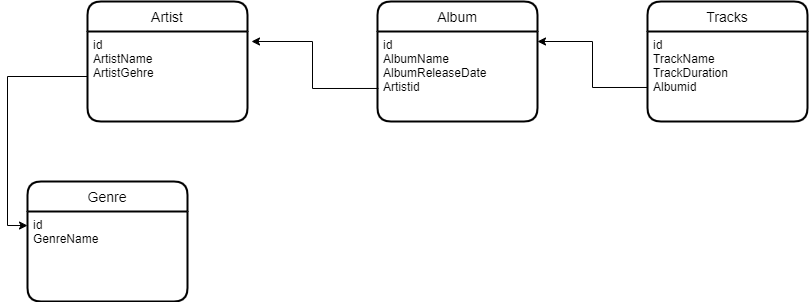 Artist
id
ArtistName
ArtistGehre
Album
id
AlbumName
AlbumReleaseDate
Artistid
Tracks
id
TrackName
TrackDuration
Albumid
Genre
id
GenreName